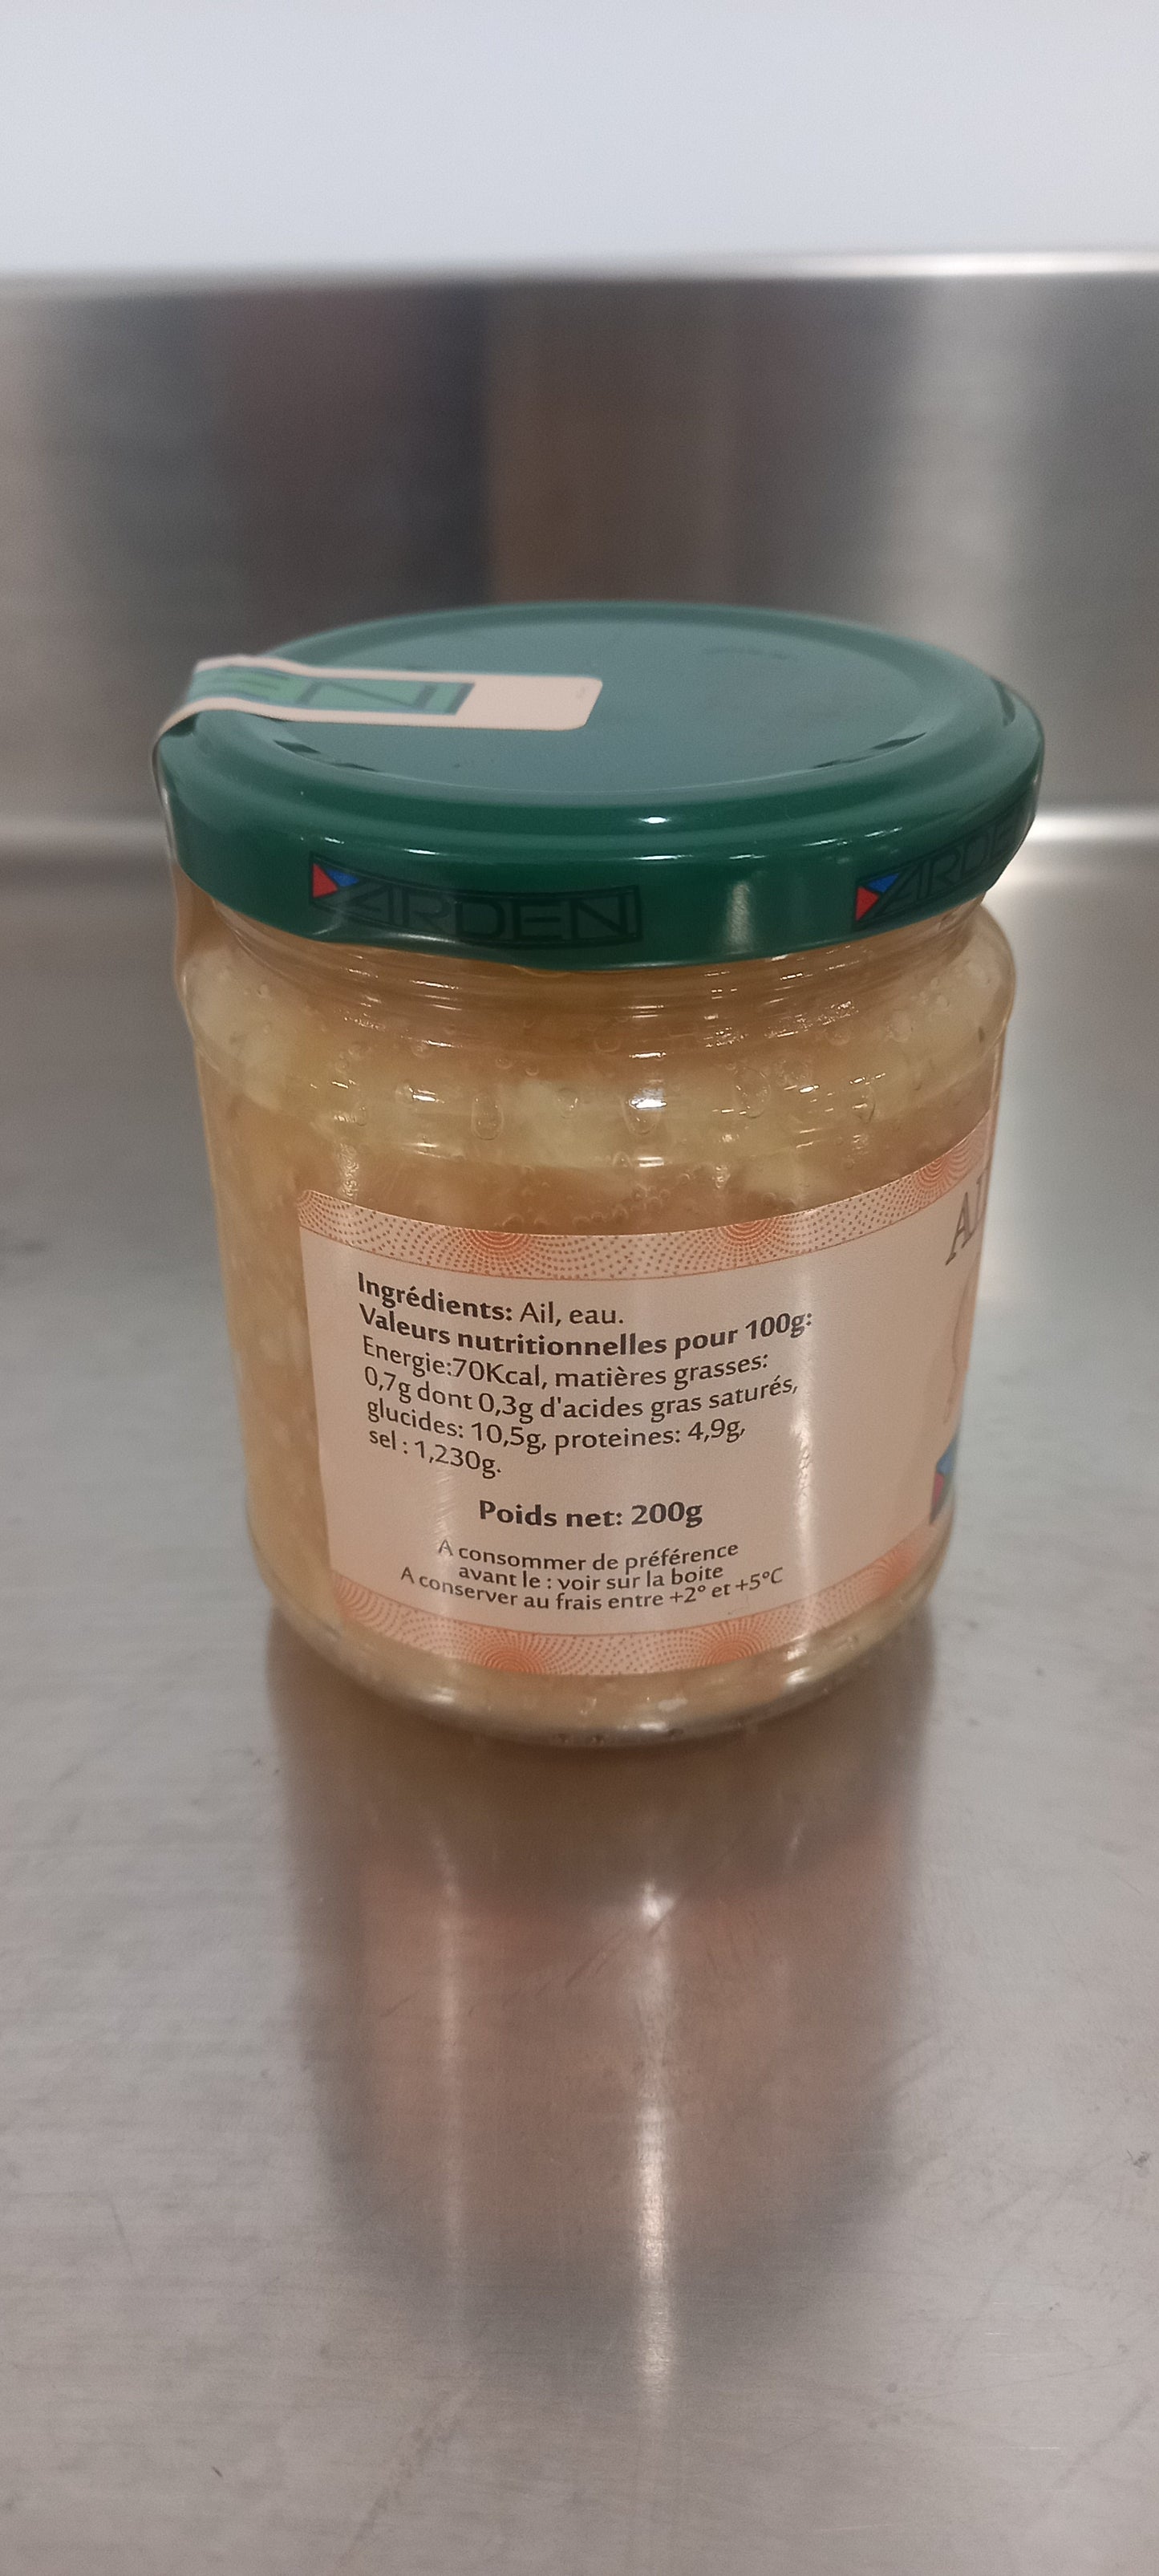 ARDEN
ARDEN
Ingrédients: Ail, eau.
Valeurs nutritionnelles pour 100g:
Energie:70Kcal, matières grasses:
0,7g dont 0,3g d'acides gras saturés,
glucides: 10,5g, proteines: 4,9g,
sel : 1,230g.
Poids net: 200g
A consommer de préférence
avant le : voir sur la boite
A conserver au frais entre +2° et +5°C